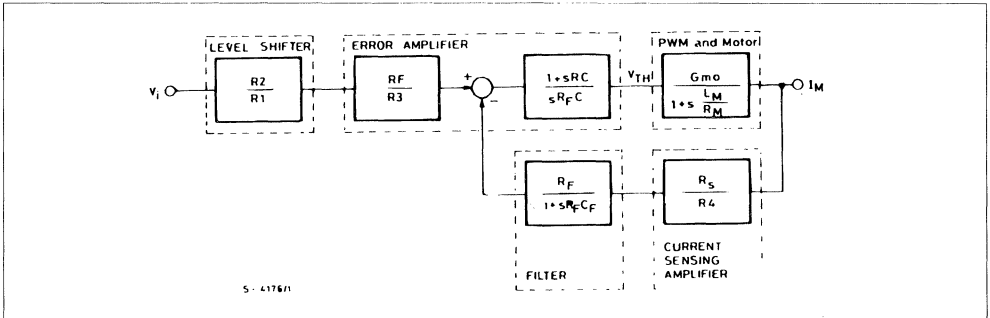 LEVEL SHIFTER
ERROR AMPLIFIER
PWM and Motor
Vi
R2
R1
RF
R3
+
−
1+sRC
sRFC
VTH
Gmo
1+s LM
RM
IM
RF
1+sRFCF
Rs
R4
FILTER
CURRENT
SENSING
AMPLIFIER
S - 4176/1